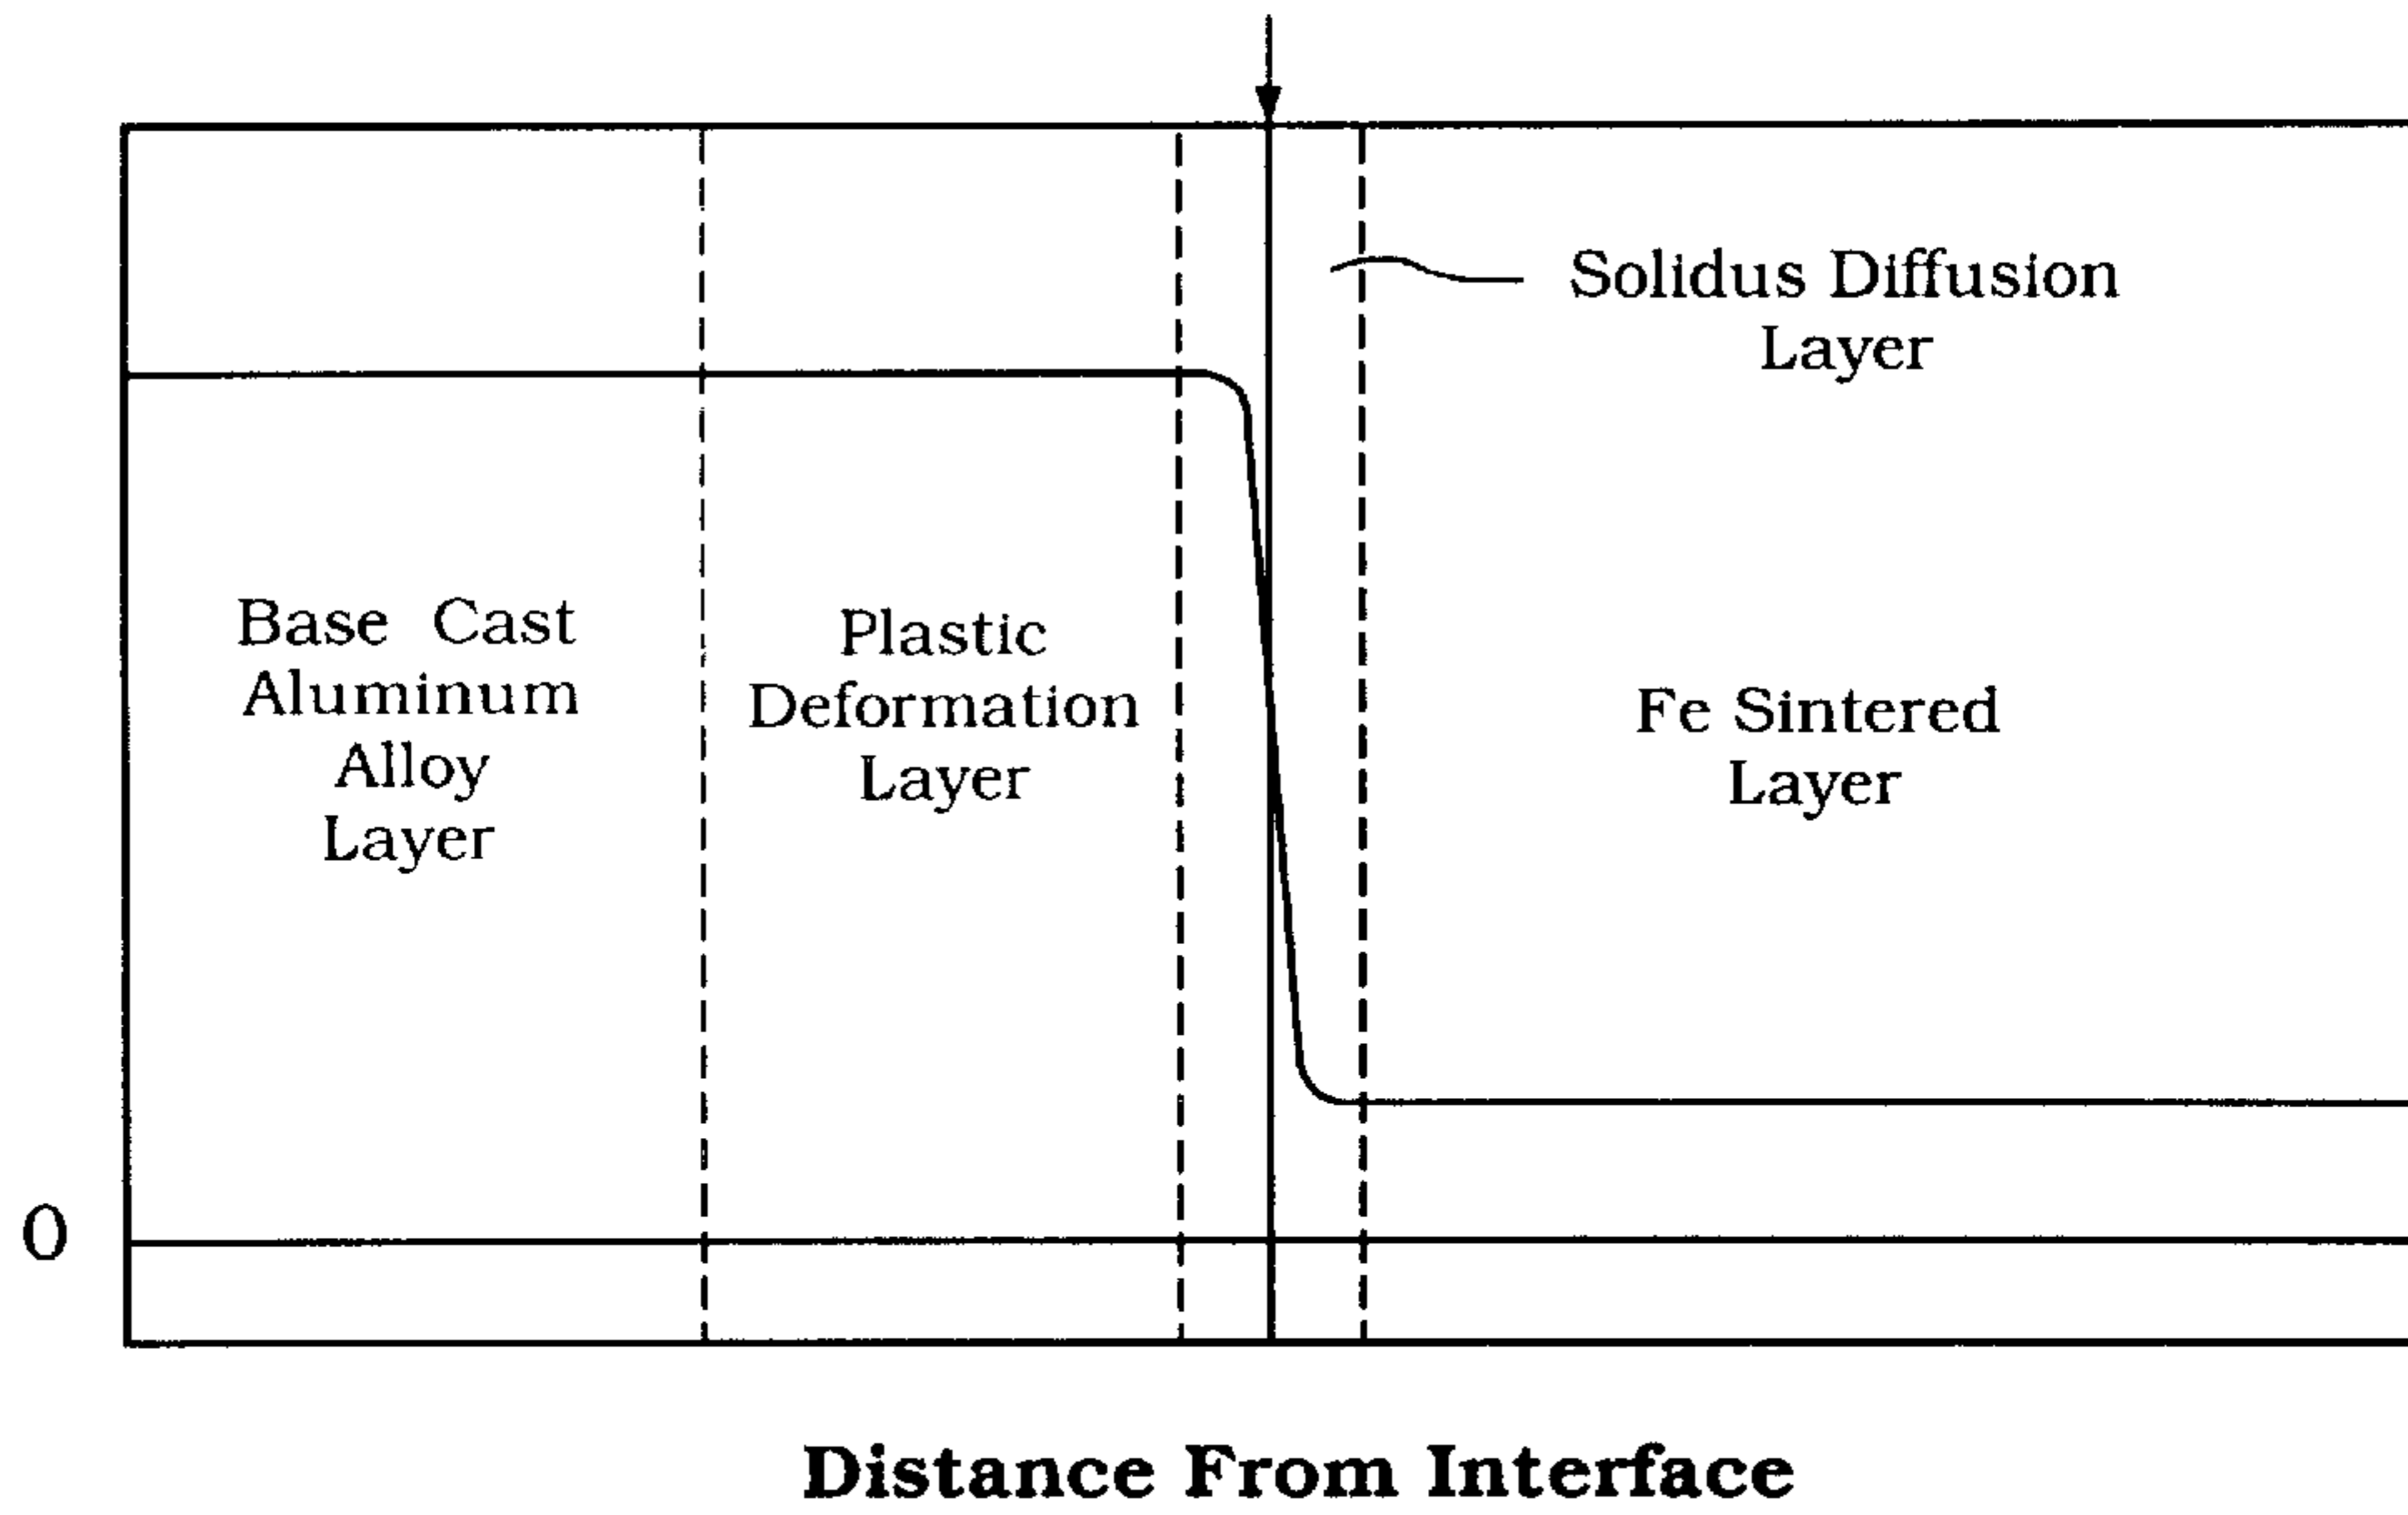 Solidus Diffusion
Layer
Base Cast
Aluminum
Alloy
Layer
Plastic
Deformation
Layer
Fe Sintered
Layer
0
Distance From Interface